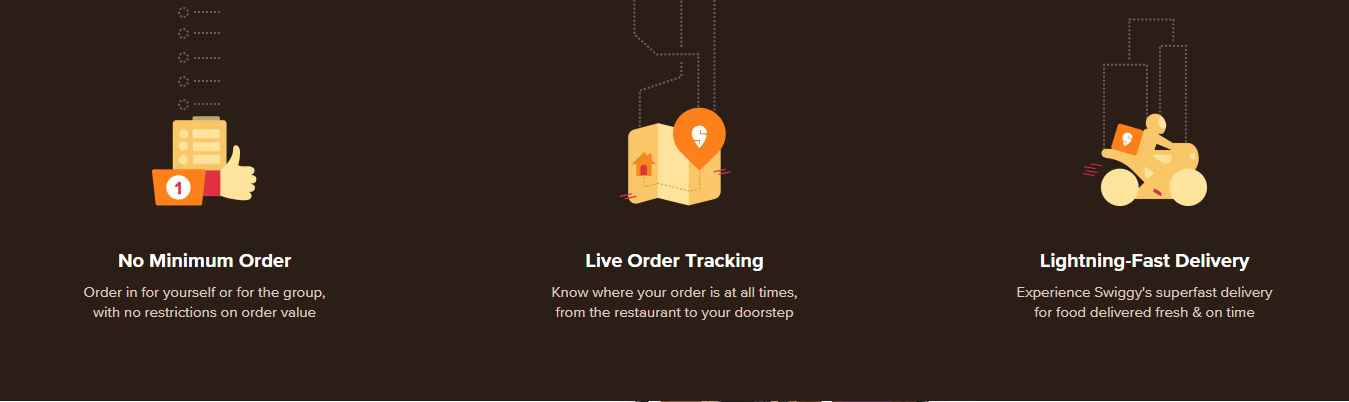 1
No Minimum Order
Order in for yourself or for the group,
with no restrictions on order value
Live Order Tracking
Know where your order is at all times,
from the restaurant to your doorstep
Lightning-Fast Delivery
Experience Swiggy's superfast delivery
for food delivered fresh & on time